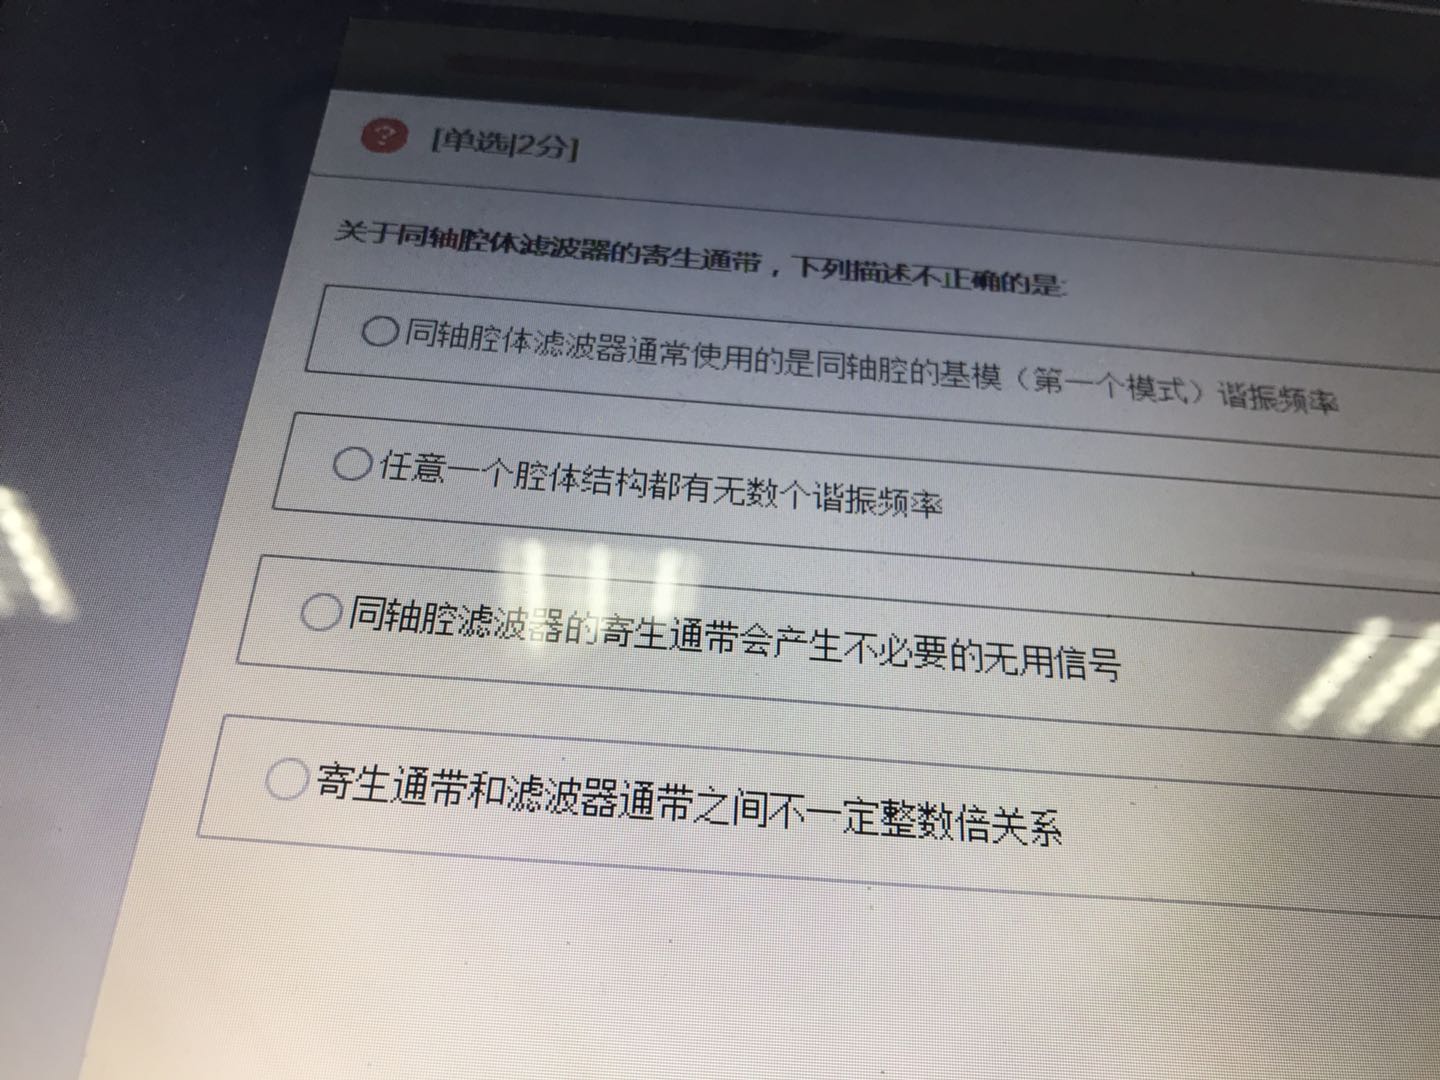 [单选|2分]
关于同轴腔体滤波器的寄生通带，下列描述不正确的是:
同轴腔体滤波器通常使用的是同轴腔的基模（第一个模式）谐振频率
任意一个腔体结构都有无数个谐振频率
同轴腔滤波器的寄生通带会产生不必要的无用信号
寄生通带和滤波器通带之间不一定整数倍关系